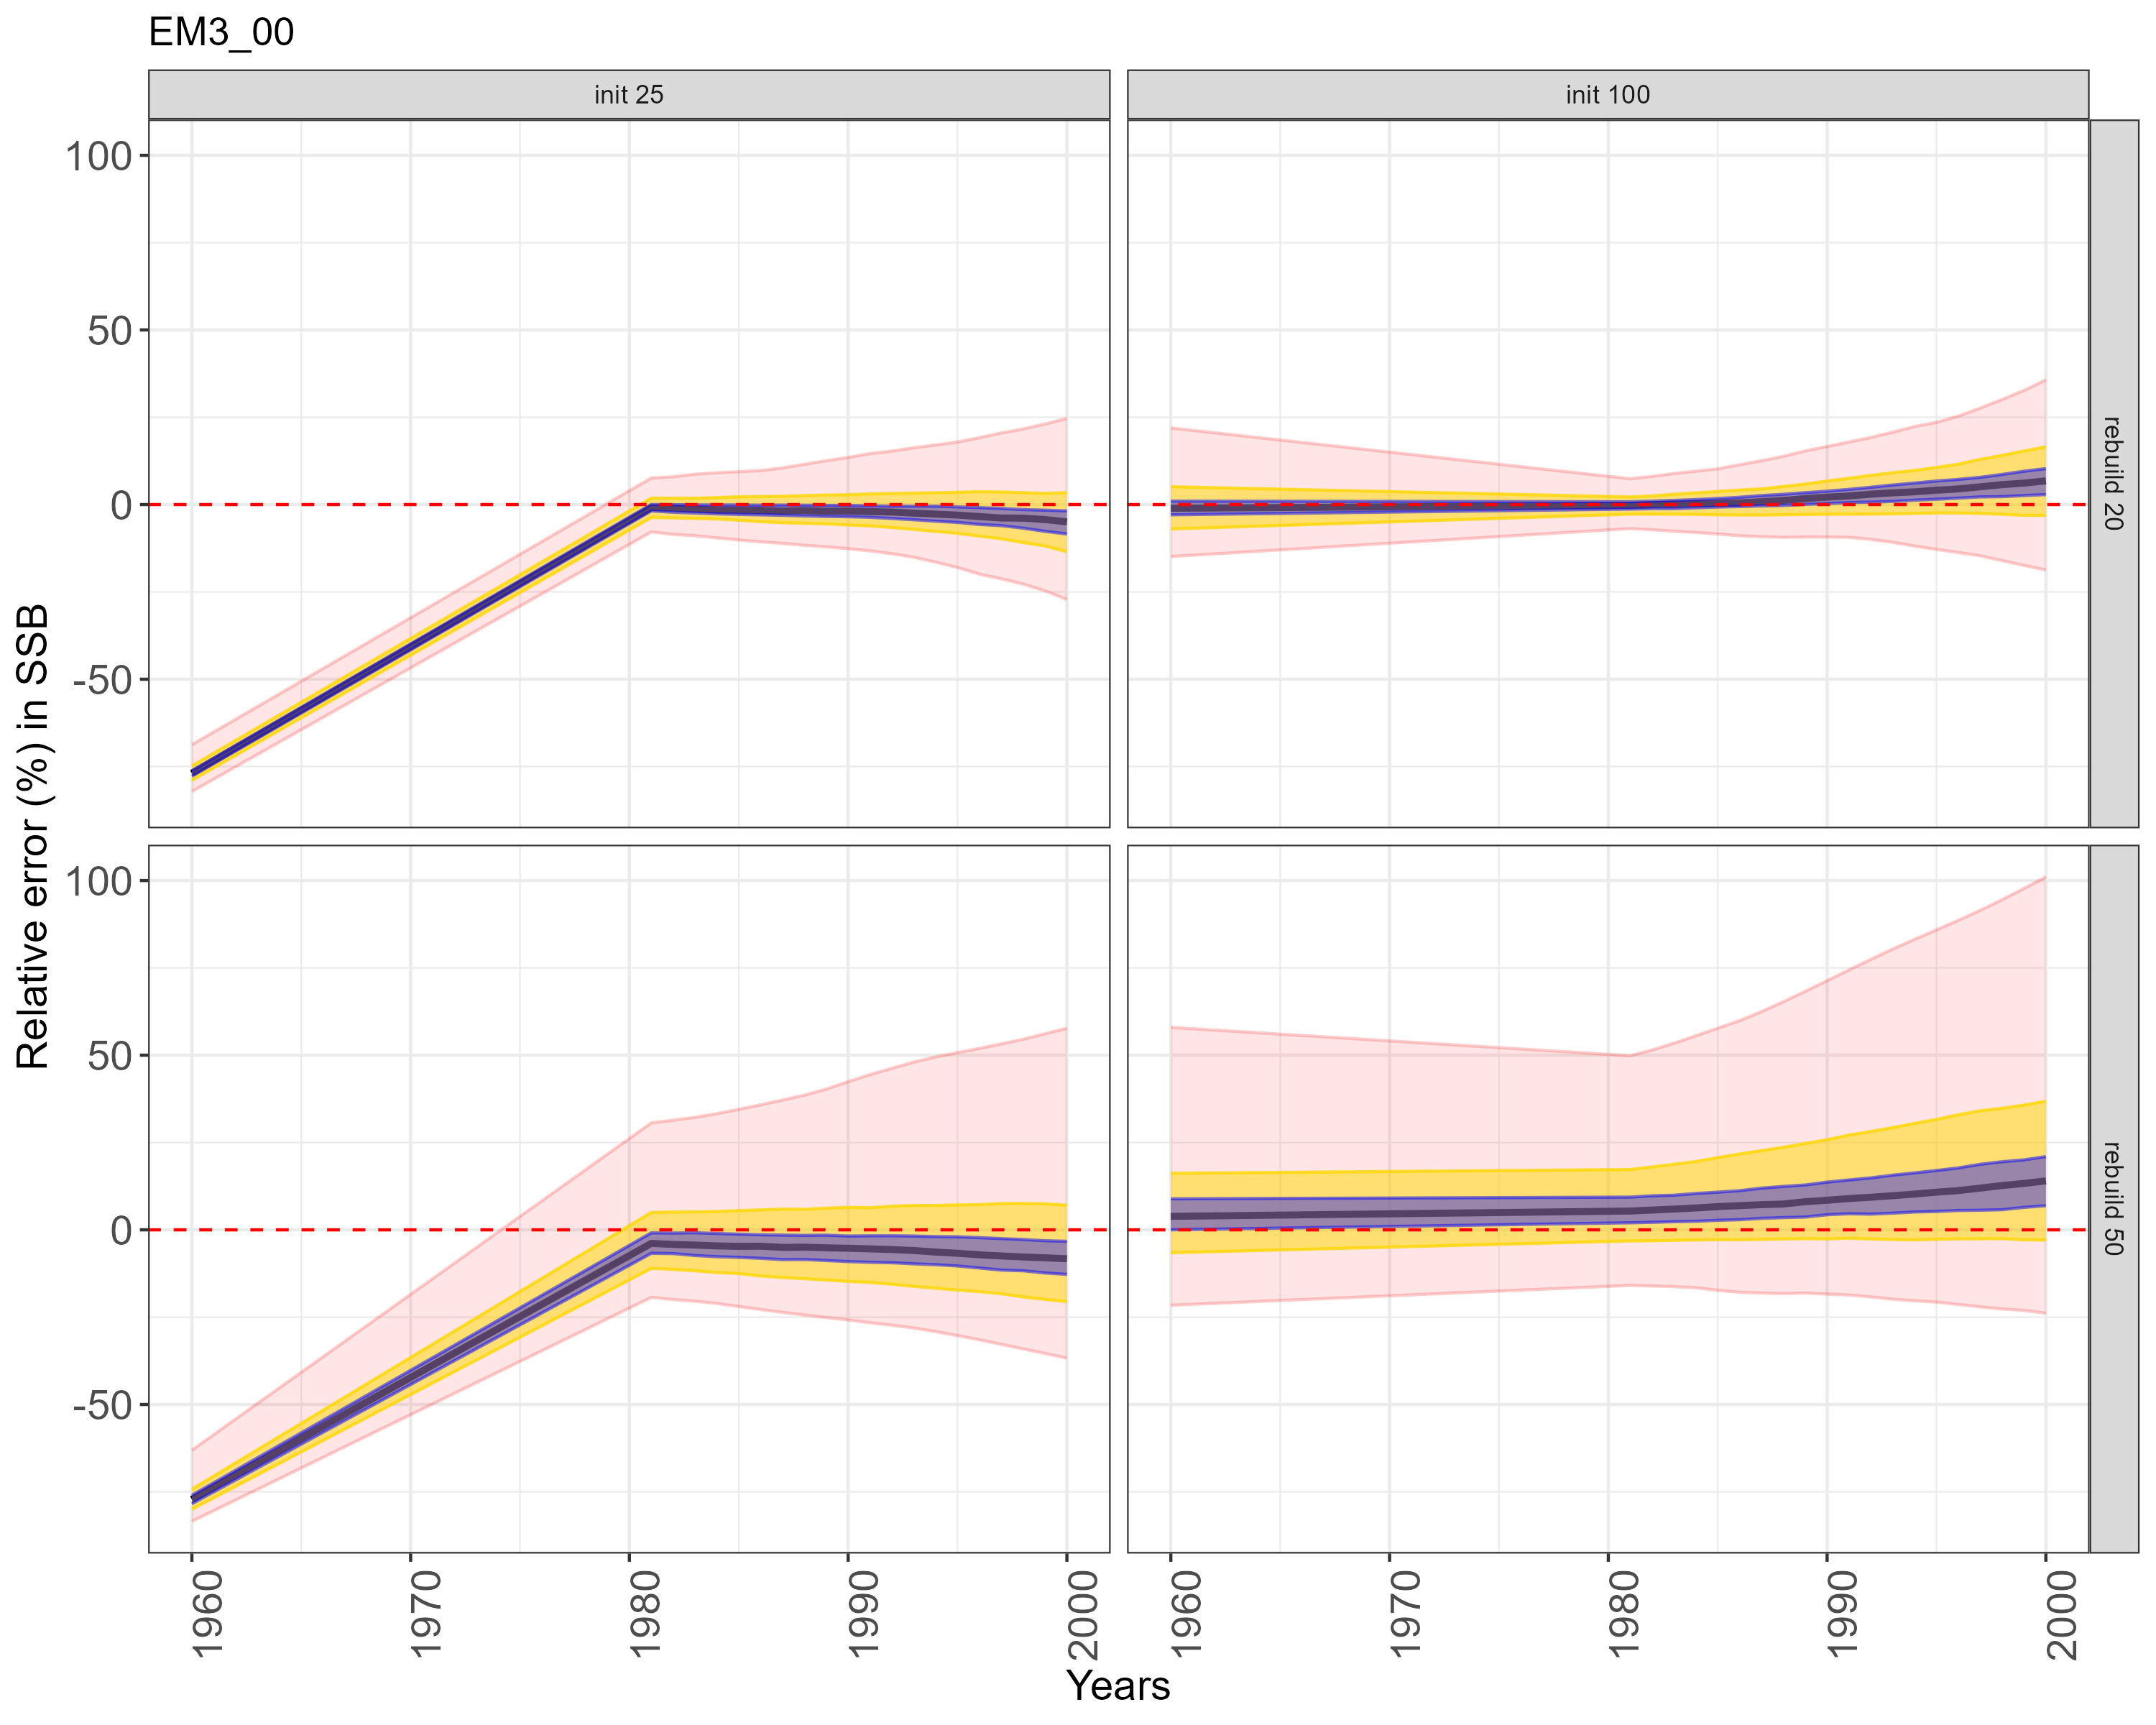 EM3_00
init 25
init 100
100
50
0
-50
rebuild 20
100
50
0
-50
rebuild 50
Relative error (%) in SSB
1960 1970 1980 1990 2000 1960 1970 1980 1990 2000
Years